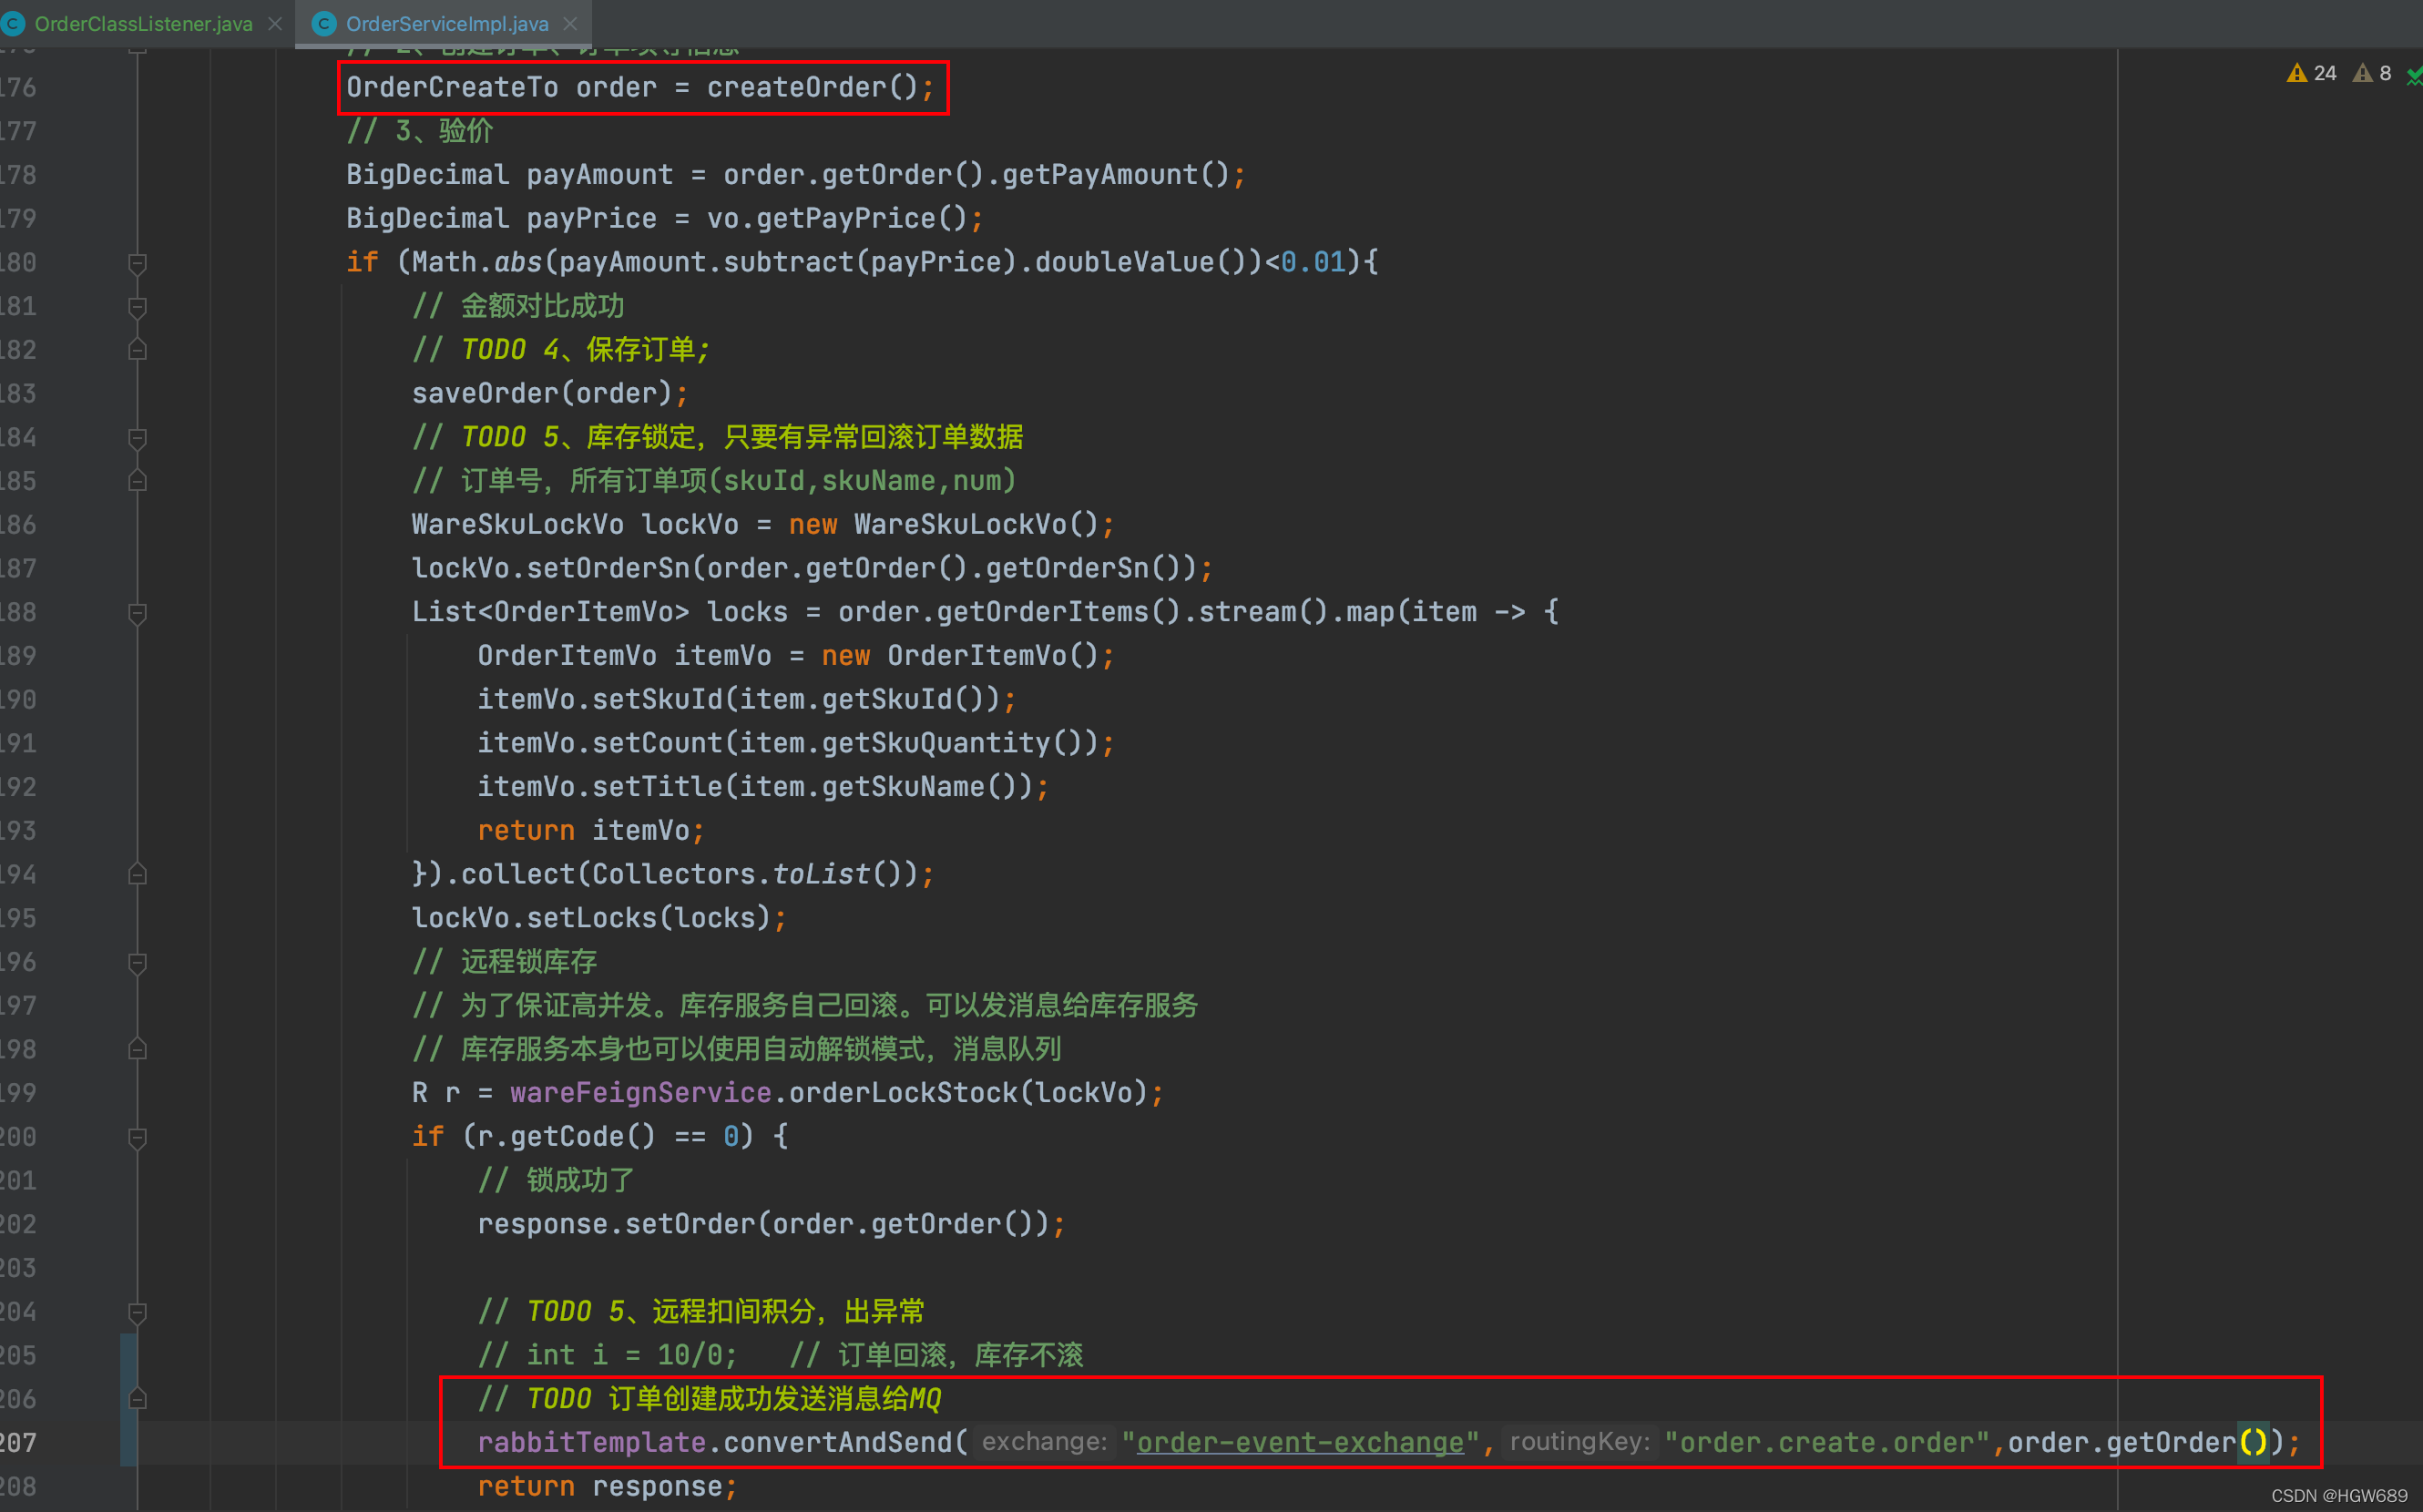 OrderClassListener.java
OrderServiceImpl.java
24 8
176 OrderCreateTo order = createOrder();
177 // 3、验价
178 BigDecimal payAmount = order.getOrder().getPayAmount();
179 BigDecimal payPrice = vo.getPayPrice();
180 if (Math.abs(payAmount.subtract(payPrice).doubleValue())<0.01){
181 // 金额对比成功
182 // TODO 4、保存订单;
183 saveOrder(order);
184 // TODO 5、库存锁定，只要有异常回滚订单数据
185 // 订单号，所有订单项(skuId,skuName,num)
186 WareSkuLockVo lockVo = new WareSkuLockVo();
187 lockVo.setOrderSn(order.getOrder().getOrderSn());
188 List<OrderItemVo> locks = order.getOrderItems().stream().map(item -> {
189 OrderItemVo itemVo = new OrderItemVo();
190 itemVo.setSkuId(item.getSkuId());
191 itemVo.setCount(item.getSkuQuantity());
192 itemVo.setTitle(item.getSkuName());
193 return itemVo;
194 }).collect(Collectors.toList());
195 lockVo.setLocks(locks);
196 // 远程锁库存
197 // 为了保证高并发。库存服务自己回滚。可以发消息给库存服务
198 // 库存服务本身也可以使用自动解锁模式，消息队列
199 R r = wareFeignService.orderLockStock(lockVo);
200 if (r.getCode() == 0) {
201 // 锁成功了
202 response.setOrder(order.getOrder());
203
204 // TODO 5、远程扣间积分，出异常
205 // int i = 10/0; // 订单回滚，库存不滚
206 // TODO 订单创建成功发送消息给MQ
207 rabbitTemplate.convertAndSend( exchange: "order-event-exchange", routingKey: "order.create.order",order.getOrder());
208 return response;
CSDN @HGW689